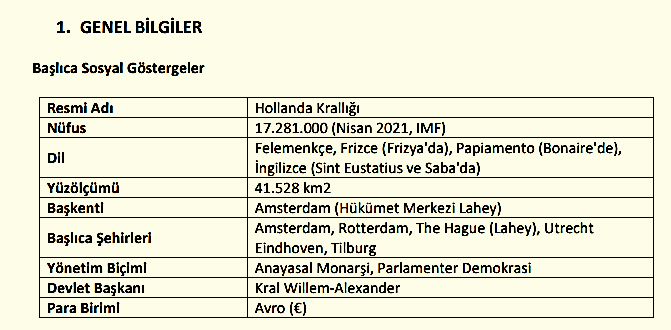 1. GENEL BİLGİLER
Başlıca Sosyal Göstergeler
Resmi Adı Hollanda Krallığı
Nüfus 17.281.000 (Nisan 2021, IMF)
Dil Felemenkçe, Frizce (Frizya'da), Papiamento (Bonaire'de),
İngilizce (Sint Eustatius ve Saba'da)
Yüzölçümü 41.528 km2
Başkenti Amsterdam (Hükümet Merkezi Lahey)
Başlıca Şehirleri Amsterdam, Rotterdam, The Hague (Lahey), Utrecht
Eindhoven, Tilburg
Yönetim Biçimi Anayasal Monarşi, Parlamenter Demokrasi
Devlet Başkanı Kral Willem-Alexander
Para Birimi Avro (€)